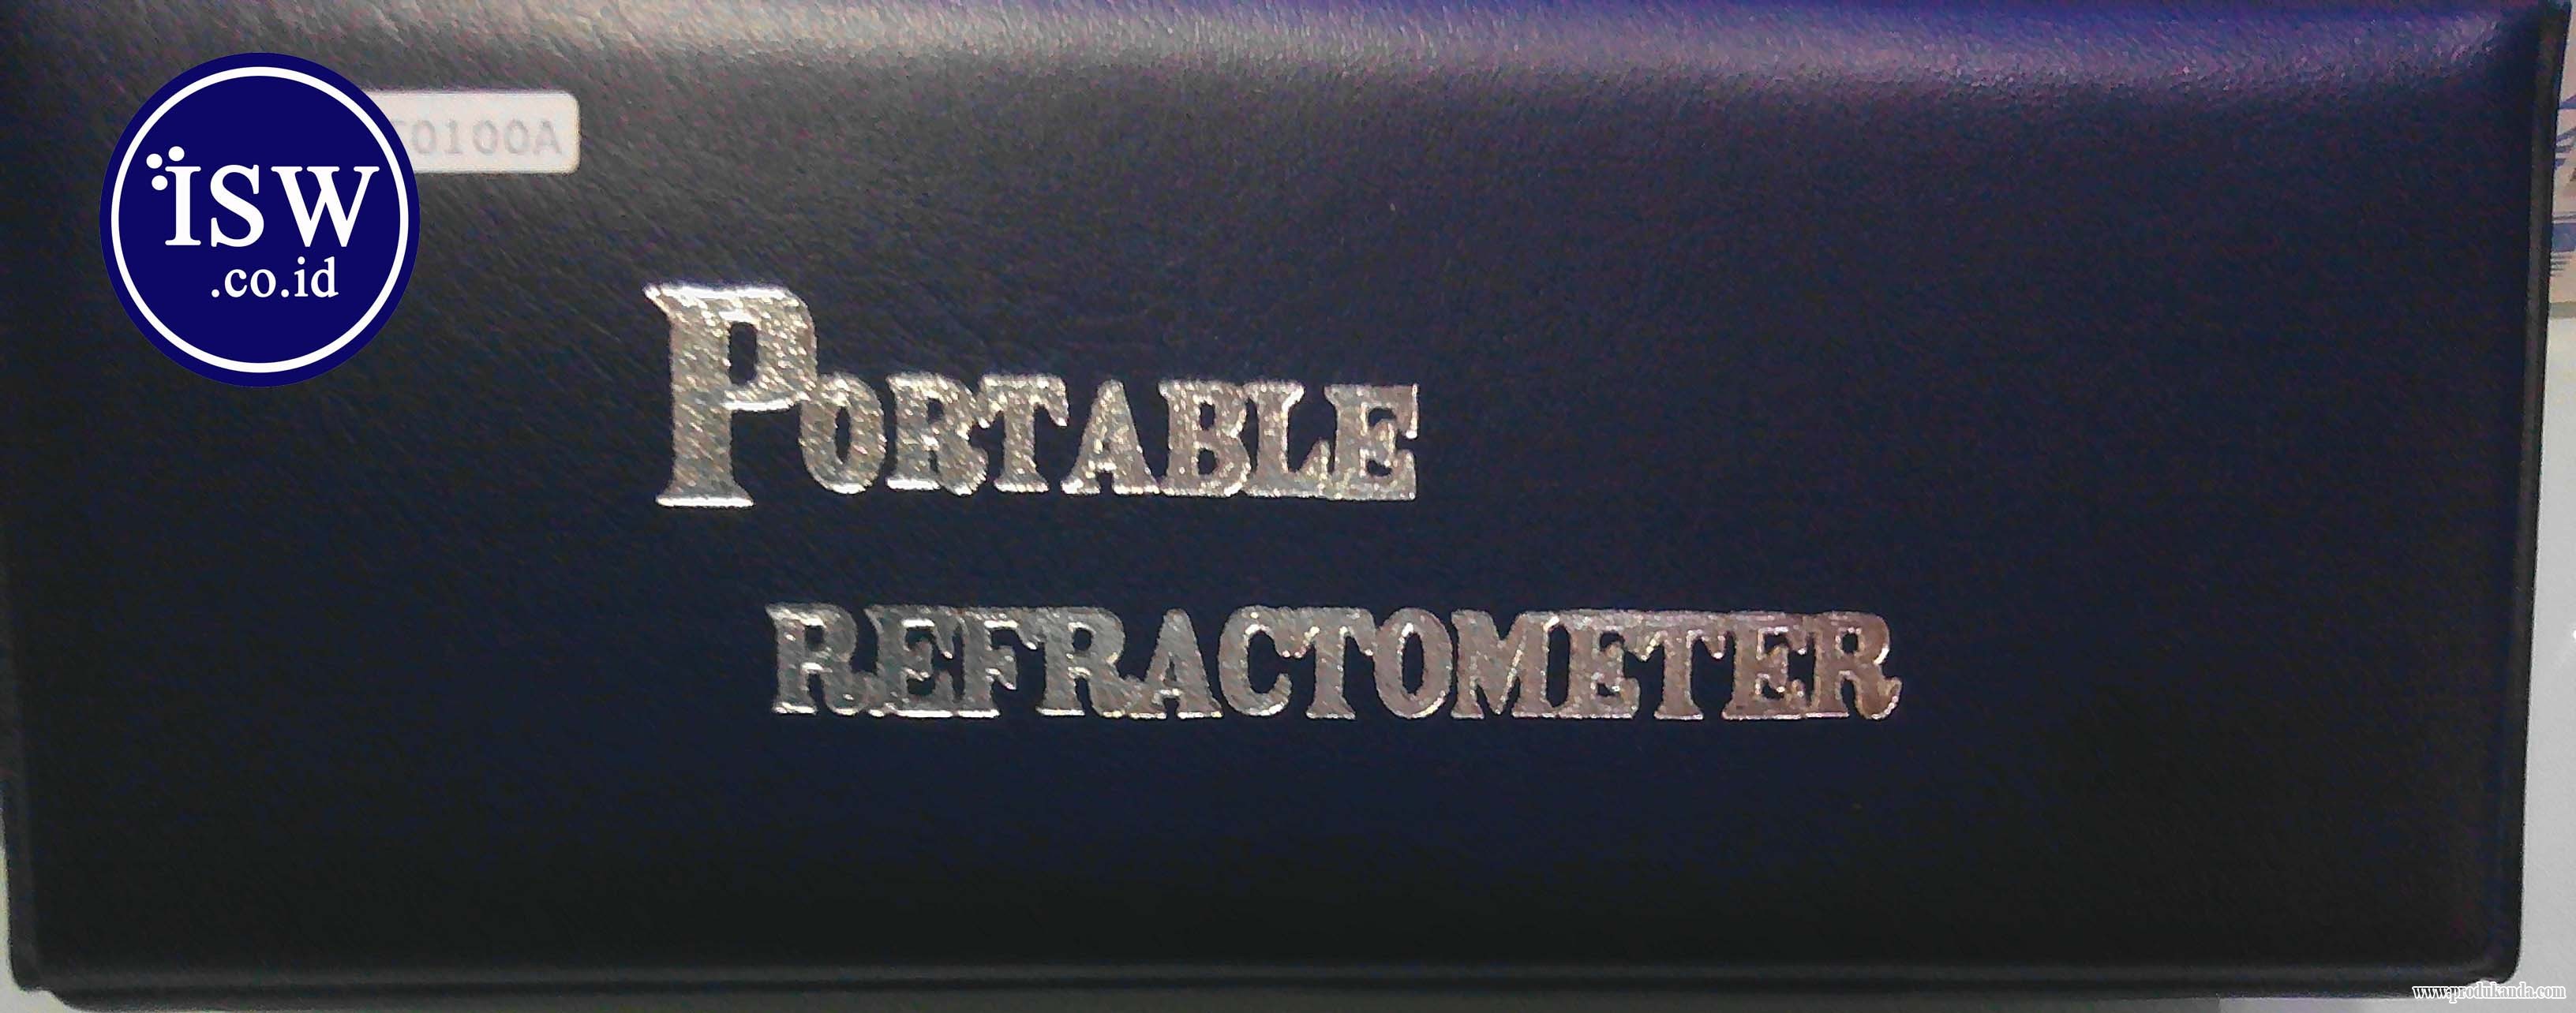 ISW
.co.id
PORTABLE
REFRACTOMETER
www.produkanda.com